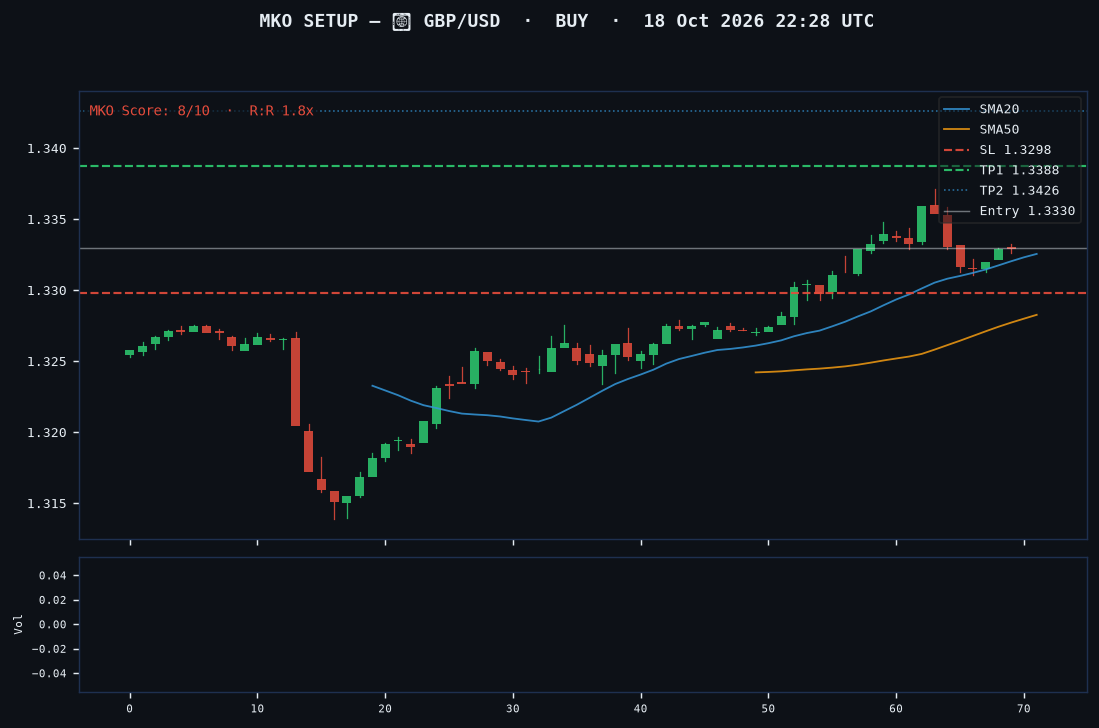 MKO SETUP — GBP/USD · BUY · 18 Oct 2026 22:28 UTC
MKO Score: 8/10 · R:R 1.8x
SMA20
SMA50
SL 1.3298
TP1 1.3388
TP2 1.3426
Entry 1.3330
1.340
1.335
1.330
1.325
1.320
1.315
Vol
0.04
0.02
0.00
−0.02
−0.04
0 10 20 30 40 50 60 70